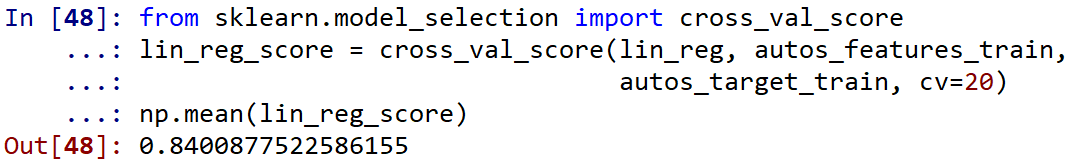 In [48]: from sklearn.model_selection import cross_val_score
    ...: lin_reg_score = cross_val_score(lin_reg, autos_features_train,
    ...:                                 autos_target_train, cv=20)
    ...: np.mean(lin_reg_score)
Out[48]: 0.8400877522586155